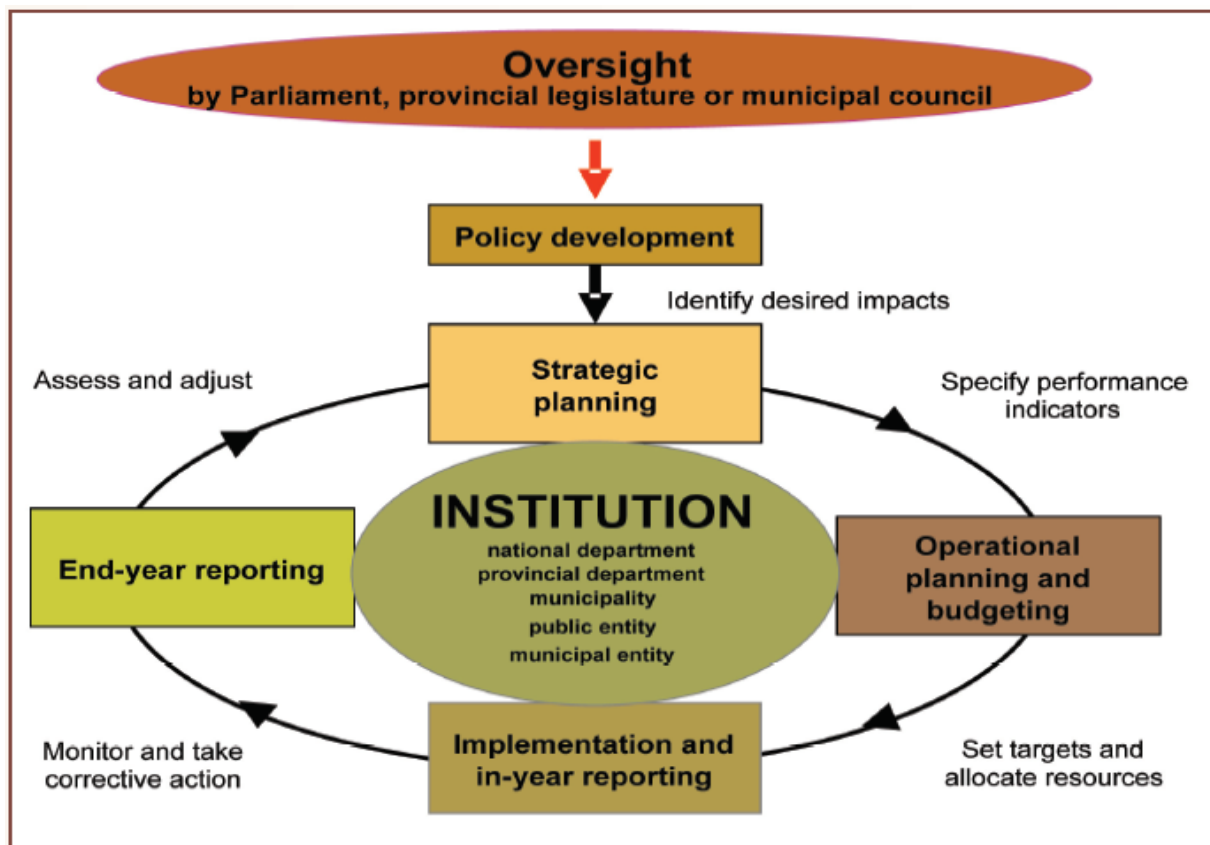 Oversight
by Parliament, provincial legislature or municipal council
Policy development
Identify desired impacts
Strategic
planning
Assess and adjust
Specify performance
indicators
INSTITUTION
national department
provincial department
municipality
public entity
municipal entity
End-year reporting
Operational
planning and
budgeting
Implementation and
in-year reporting
Monitor and take
corrective action
Set targets and
allocate resources